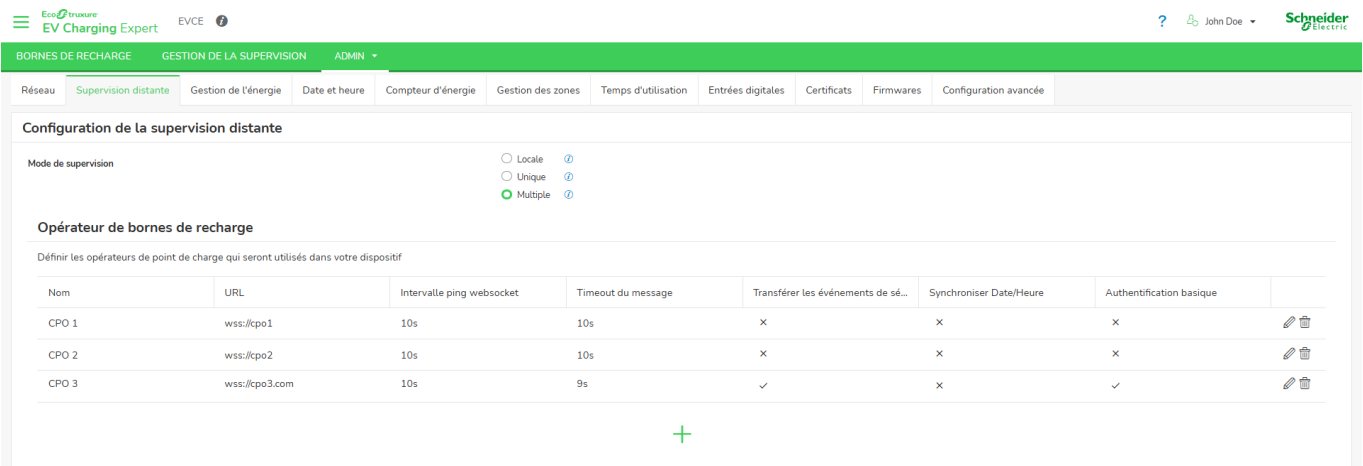 EcoStruxure
EV Charging Expert
EVCE
?
John Doe
Schneider
Electric
BORNES DE RECHARGE GESTION DE LA SUPERVISION ADMIN
Réseau Supervision distante Gestion de l'énergie Date et heure Compteur d'énergie Gestion des zones Temps d'utilisation Entrées digitales Certificats Firmwares Configuration avancée
Configuration de la supervision distante
Mode de supervision
Locale
Unique
Multiple
Opérateur de bornes de recharge
Définir les opérateurs de point de charge qui seront utilisés dans votre dispositif
Nom URL Intervalle ping websocket Timeout du message Transférer les événements de sé... Synchroniser Date/Heure Authentification basique
CPO 1 wss://cpo1 10s 10s
CPO 2 wss://cpo2 10s 10s
CPO 3 wss://cpo3.com 10s 9s